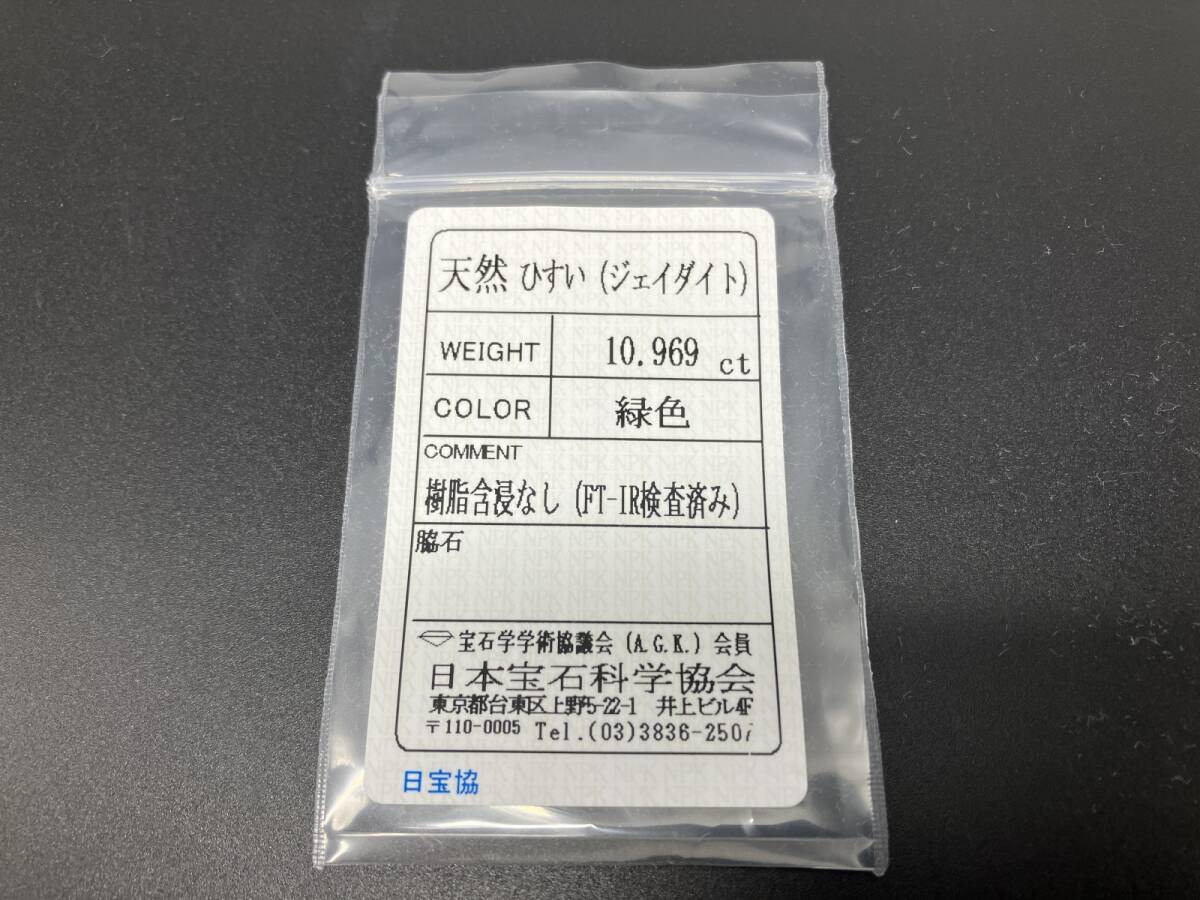 天然 ひすい (ジェイダイト)
WEIGHT 10.969 ct
COLOR 緑色
COMMENT
樹脂含浸なし (FT-IR検査済み)
脇石
宝石学学術協議会 (A.G.K.) 会員
日本宝石科学協会
東京都台東区上野5-22-1 井上ビル4F
〒110-0005 Tel.(03)3836-2507
日宝協